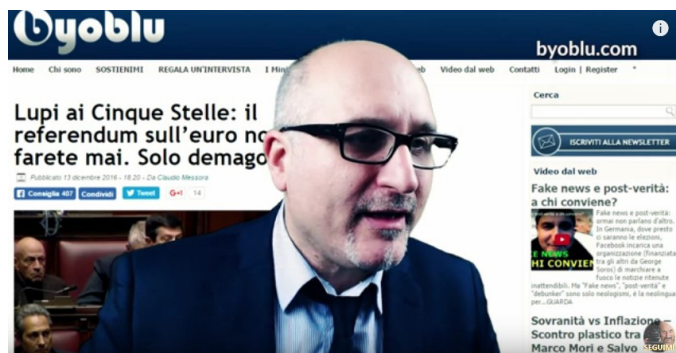 byoblu
byoblu.com
Home Chi sono SOSTIENIMI REGALA UN'INTERVISTA Video dal web Contatti Login | Register
Lupi ai Cinque Stelle: il
referendum sull'euro no
farete mai. Solo demago
Pubblicato 13 dicembre 2016 - 18.20 - Da Claudio Messora
Consiglia 407 Condividi Tweet G+1 14
Cerca
ISCRIVITI ALLA NEWSLETTER
Video dal web
Fake news e post-verità:
a chi conviene?
Fake news e post-verità:
ormai non parlano d'altro.
In Germania, dove presto
ci saranno le elezioni,
Facebook incarica una
organizzazione (finanziata
tra gli altri da George
Soros) di marchiare a
fuoco le notizie ritenute
inattendibili. Ma "Fake news", "post-verità" e
"debunker" sono solo neologismi, e la neolingua
per...GUARDA
NEWS
CHI CONVIEN
Sovranità vs Inflazione -
Scontro plastico tra
Marco Mori e Salvo
SEGUIMI